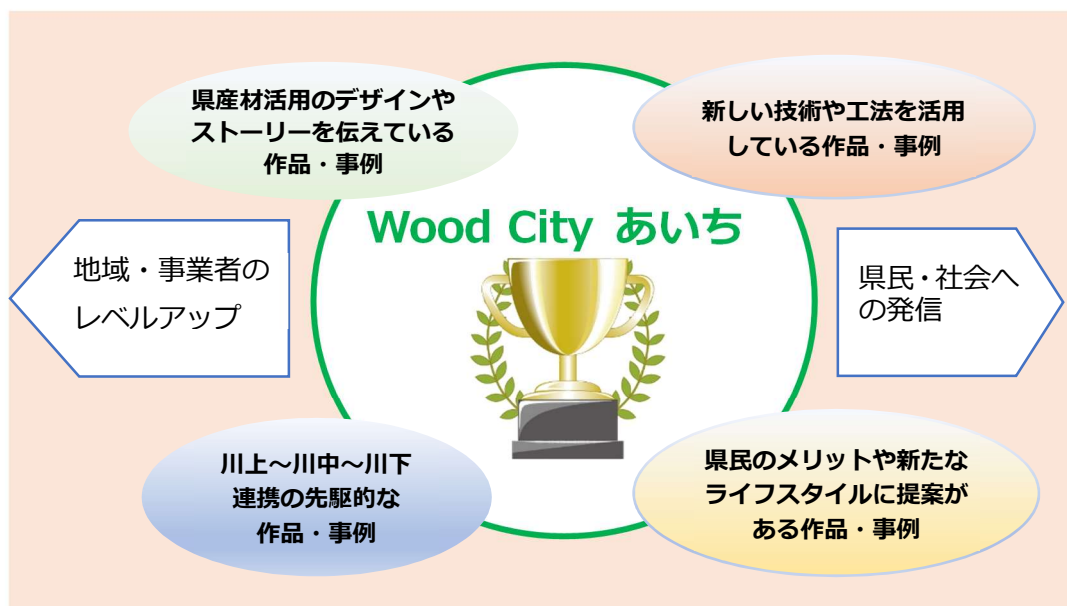 県産材活用のデザインや
ストーリーを伝えている
作品・事例
新しい技術や工法を活用
している作品・事例
Wood City あいち
地域・事業者の
レベルアップ
県民・社会へ
の発信
川上～川中～川下
連携の先駆的な
作品・事例
県民のメリットや新たな
ライフスタイルに提案が
ある作品・事例